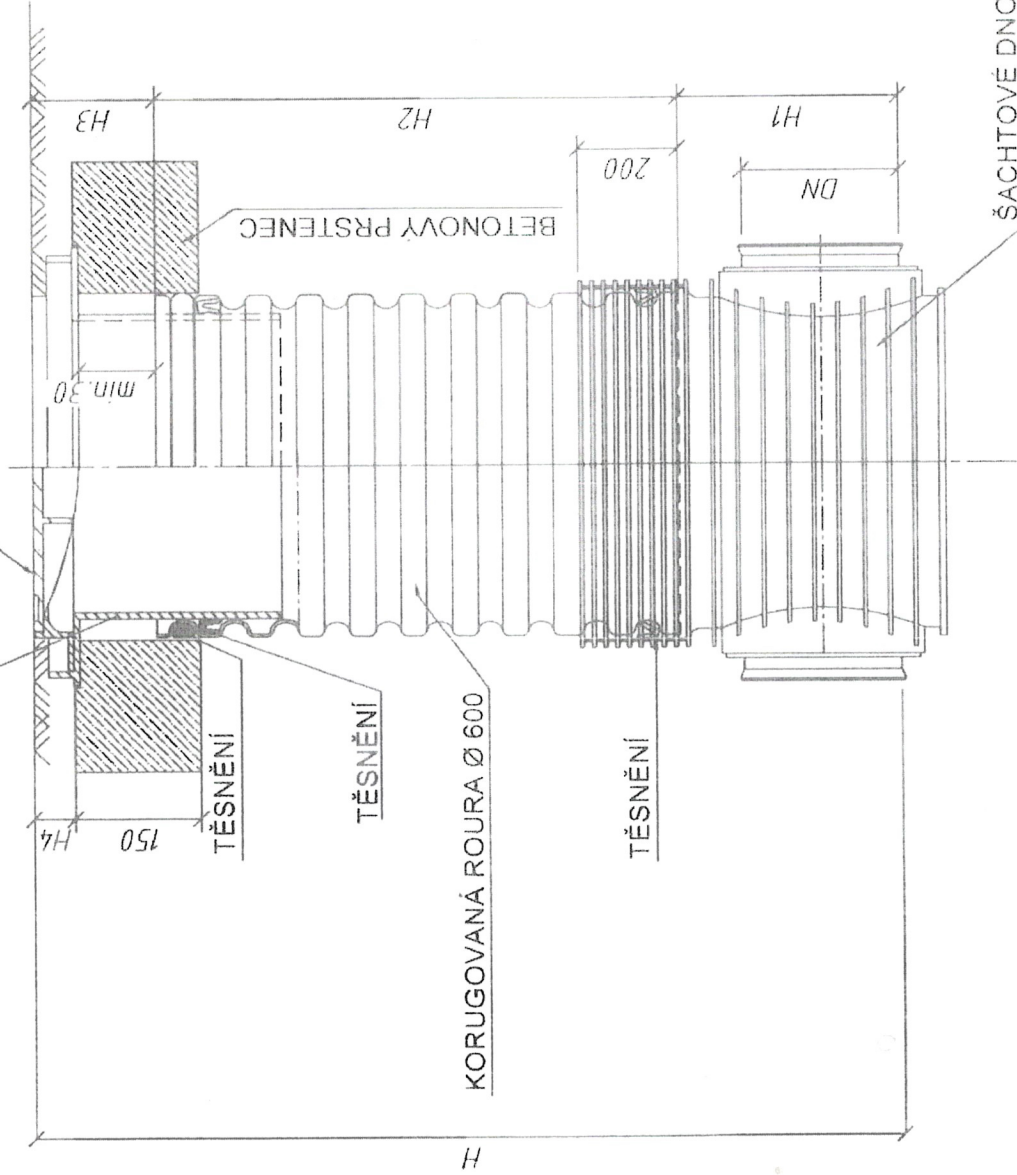 H3
H2
H1
200
DN
BETONOVÝ PRSTENEC
min.30
H4
150
TĚSNĚNÍ
TĚSNĚNÍ
KORUGOVANÁ ROURA Ø 600
TĚSNĚNÍ
ŠACHTOVÉ DNO
H